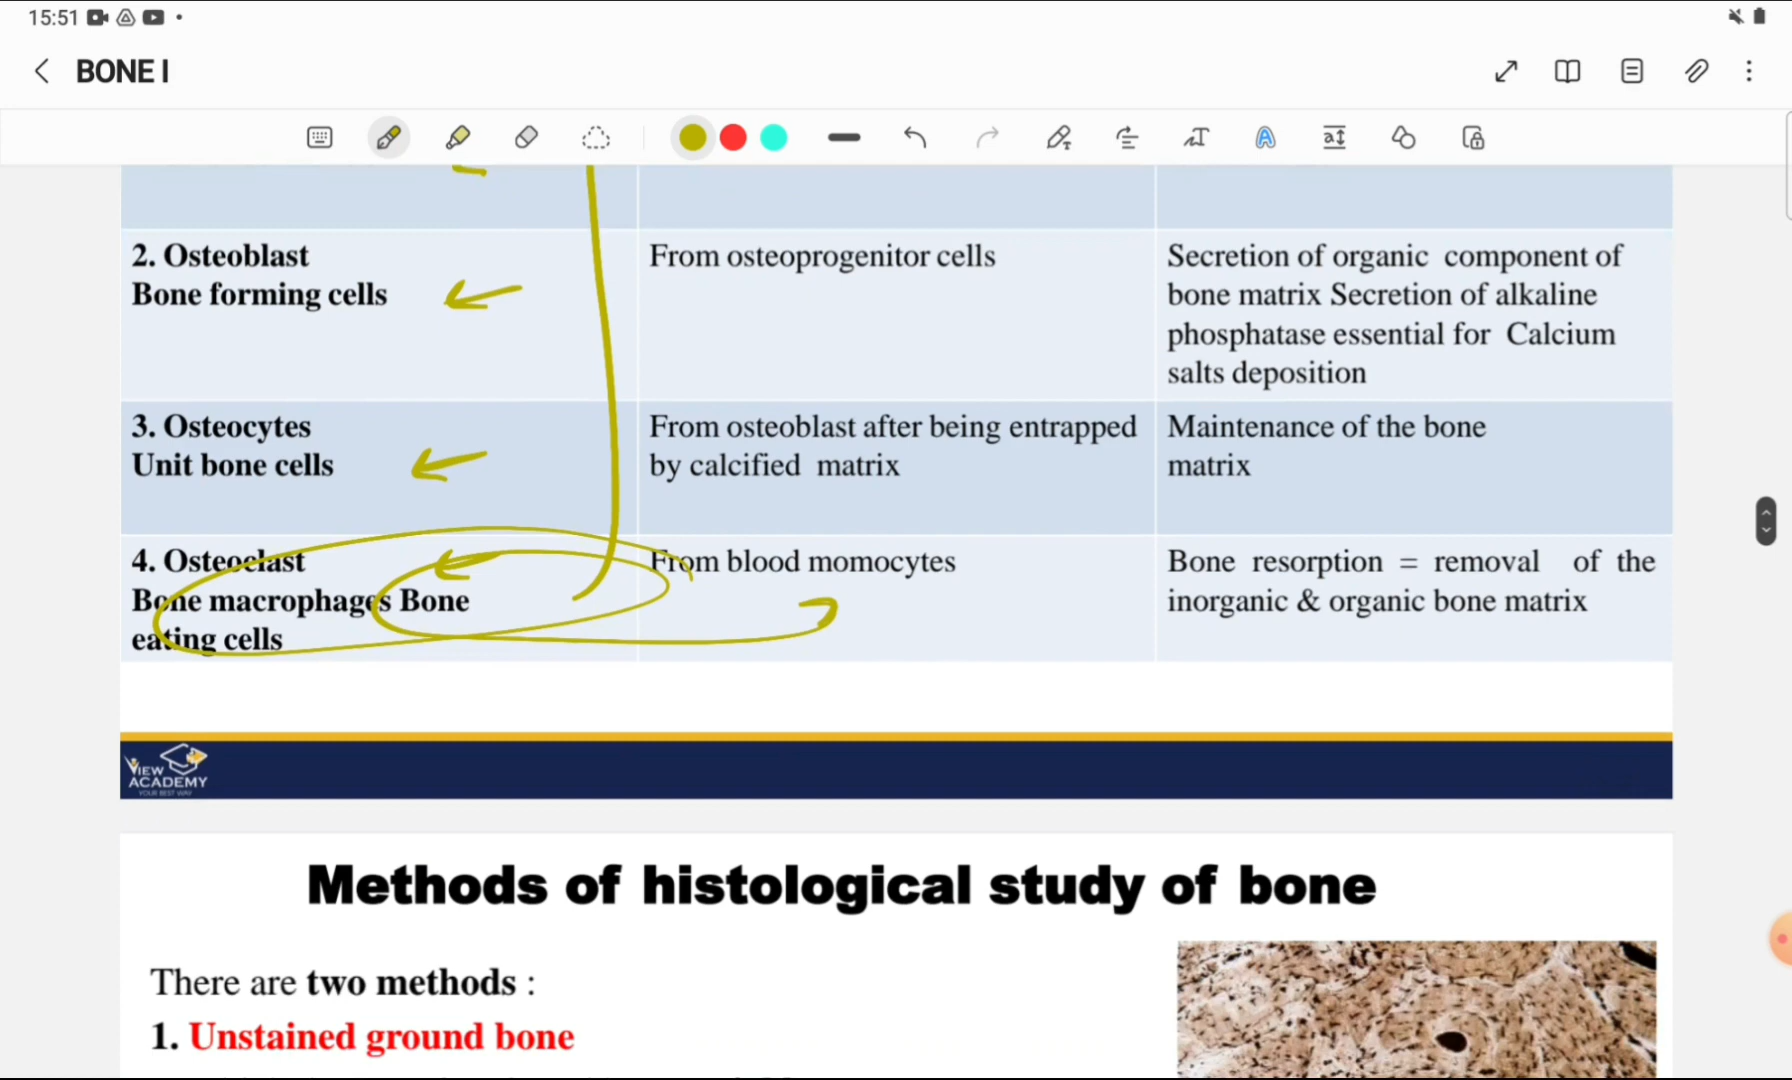 15:51
BONE I
2. Osteoblast
Bone forming cells
From osteoprogenitor cells
Secretion of organic component of
bone matrix Secretion of alkaline
phosphatase essential for Calcium
salts deposition
3. Osteocytes
Unit bone cells
From osteoblast after being entrapped
by calcified matrix
Maintenance of the bone
matrix
4. Osteoclast
Bone macrophages Bone
eating cells
From blood momocytes
Bone resorption = removal of the
inorganic & organic bone matrix
VIEW
ACADEMY
YOUR BEST WAY
Methods of histological study of bone
There are two methods :
1. Unstained ground bone